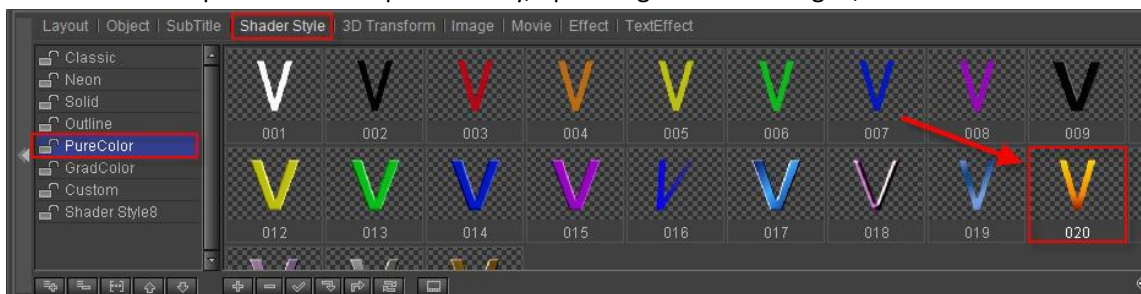 Layout | Object | SubTitle | Shader Style | 3D Transform | Image | Movie | Effect | TextEffect
Classic
Neon
Solid
Outline
PureColor
GradColor
Custom
Shader Style8
V V V V V V V V V
001 002 003 004 005 006 007 008 009
V V V V V V V V V
012 013 014 015 016 017 018 019 020